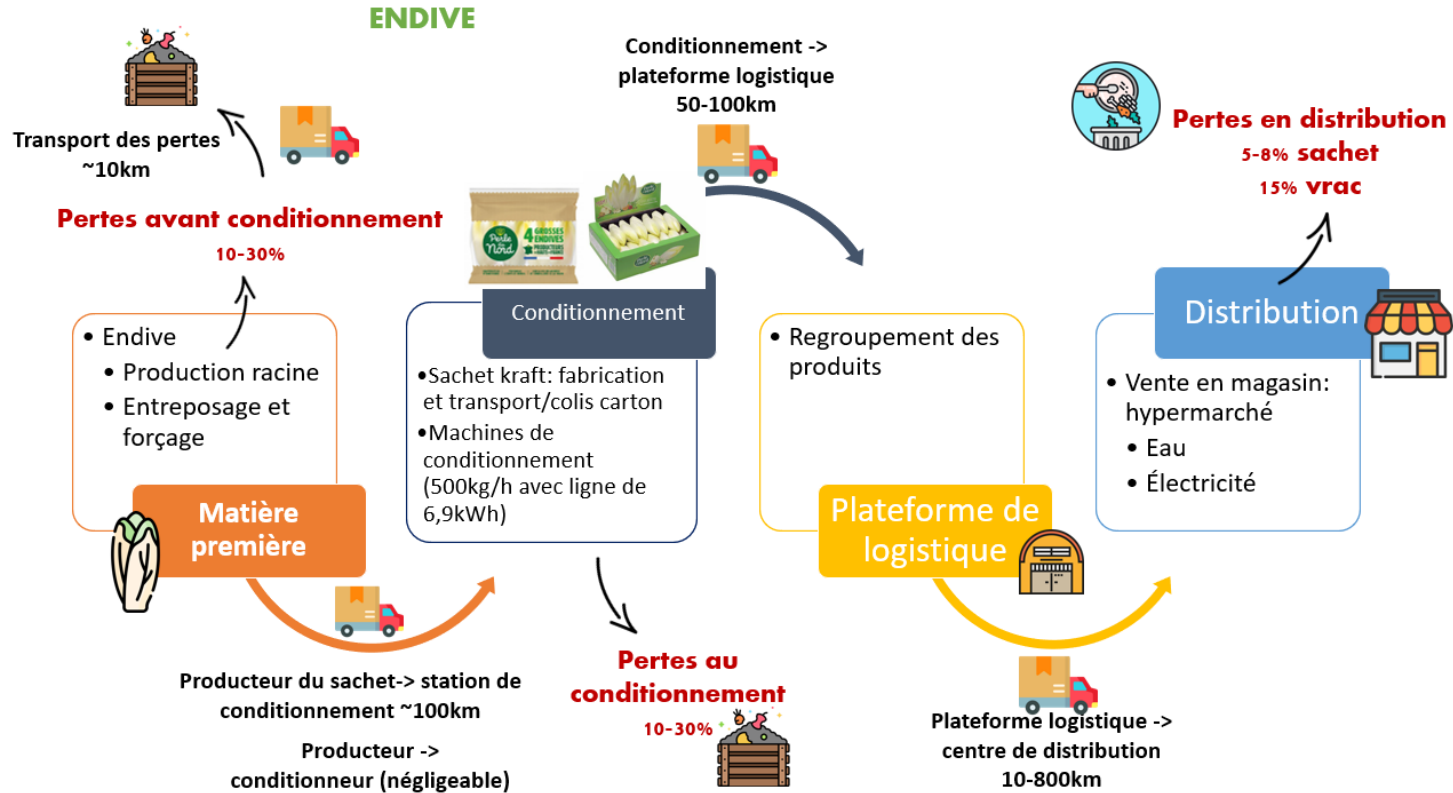 ENDIVE
Transport des pertes
~10km
Pertes avant conditionnement
10-30%
Conditionnement ->
plateforme logistique
50-100km
Pertes en distribution
5-8% sachet
15% vrac
• Endive
• Production racine
• Entreposage et
forçage
Matière
première
Perle du Nord
4 GROSSES
ENDIVES
Conditionnement
•Sachet kraft: fabrication
et transport/colis carton
•Machines de
conditionnement
(500kg/h avec ligne de
6,9kWh)
• Regroupement des
produits
Plateforme de
logistique
Distribution
• Vente en magasin:
hypermarché
• Eau
• Électricité
Producteur du sachet-> station de
conditionnement ~100km
Producteur ->
conditionneur (négligeable)
Pertes au
conditionnement
10-30%
Plateforme logistique ->
centre de distribution
10-800km